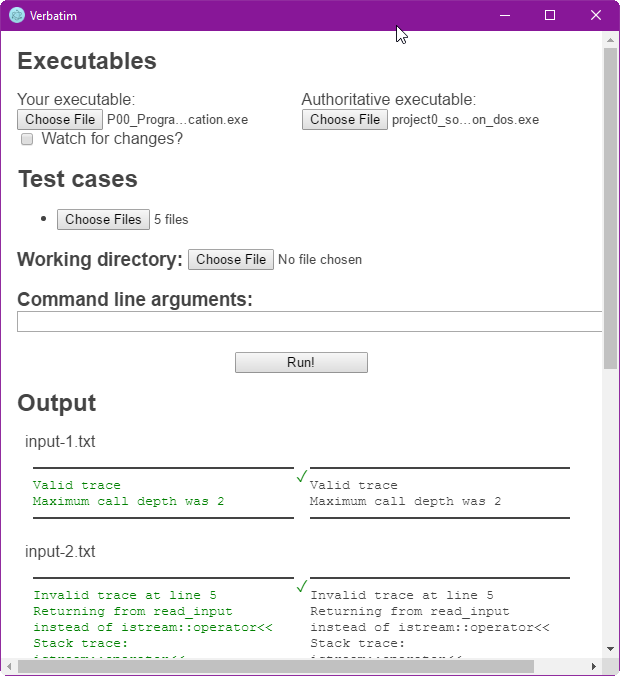 Verbatim
Executables
Your executable:
Authoritative executable:
Choose File P00_Progra...cation.exe
Choose File project0_so...on_dos.exe
Watch for changes?
Test cases
Choose Files 5 files
Working directory: Choose File No file chosen
Command line arguments:
Run!
Output
input-1.txt
Valid trace
Maximum call depth was 2
Valid trace
Maximum call depth was 2
input-2.txt
Invalid trace at line 5
Returning from read_input
instead of istream::operator<<
Stack trace:
istream::operator<<
Invalid trace at line 5
Returning from read_input
instead of istream::operator<<
Stack trace:
istream::operator<<